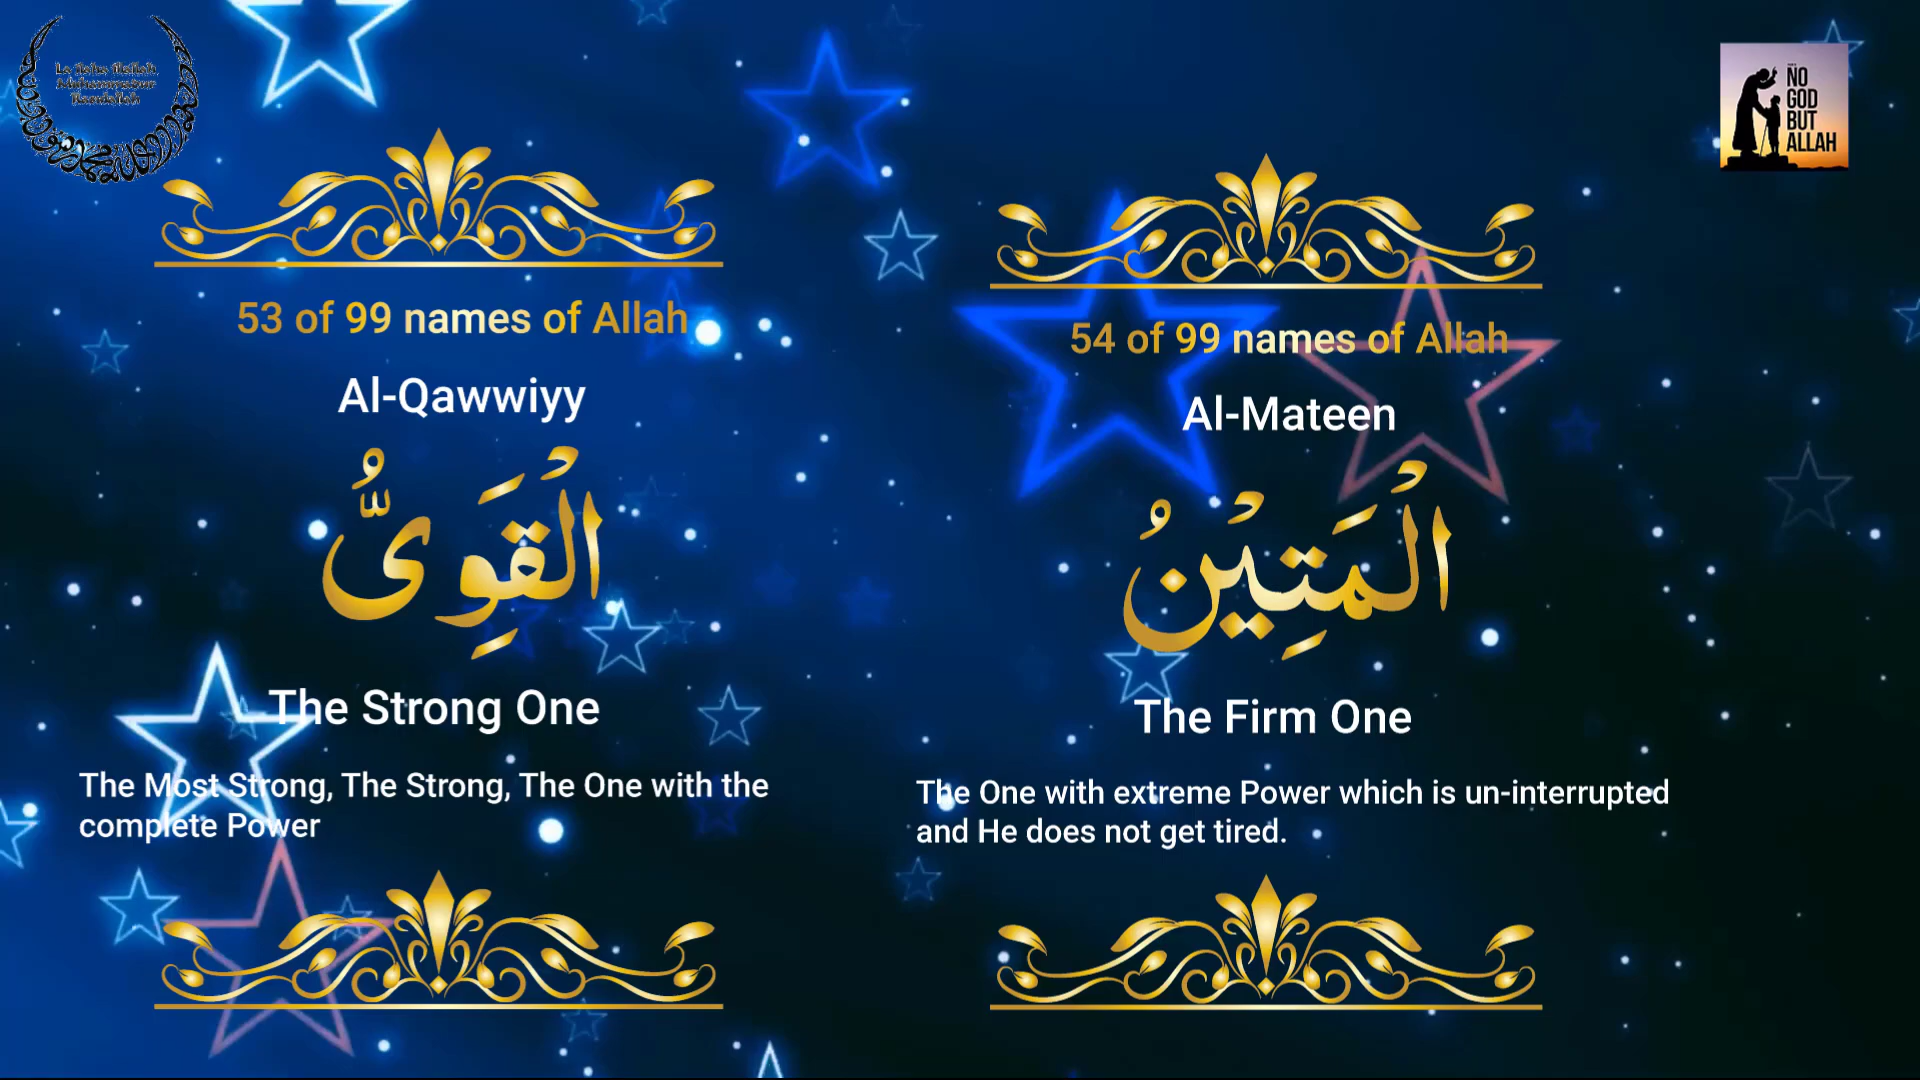 53 of 99 names of Allah
Al-Qawwiyy
الْقَوِىُّ
The Strong One
The Most Strong, The Strong, The One with the
complete Power
54 of 99 names of Allah
Al-Mateen
الْمَتِيْنُ
The Firm One
The One with extreme Power which is un-interrupted
and He does not get tired.
NO
GOD
BUT
ALLAH